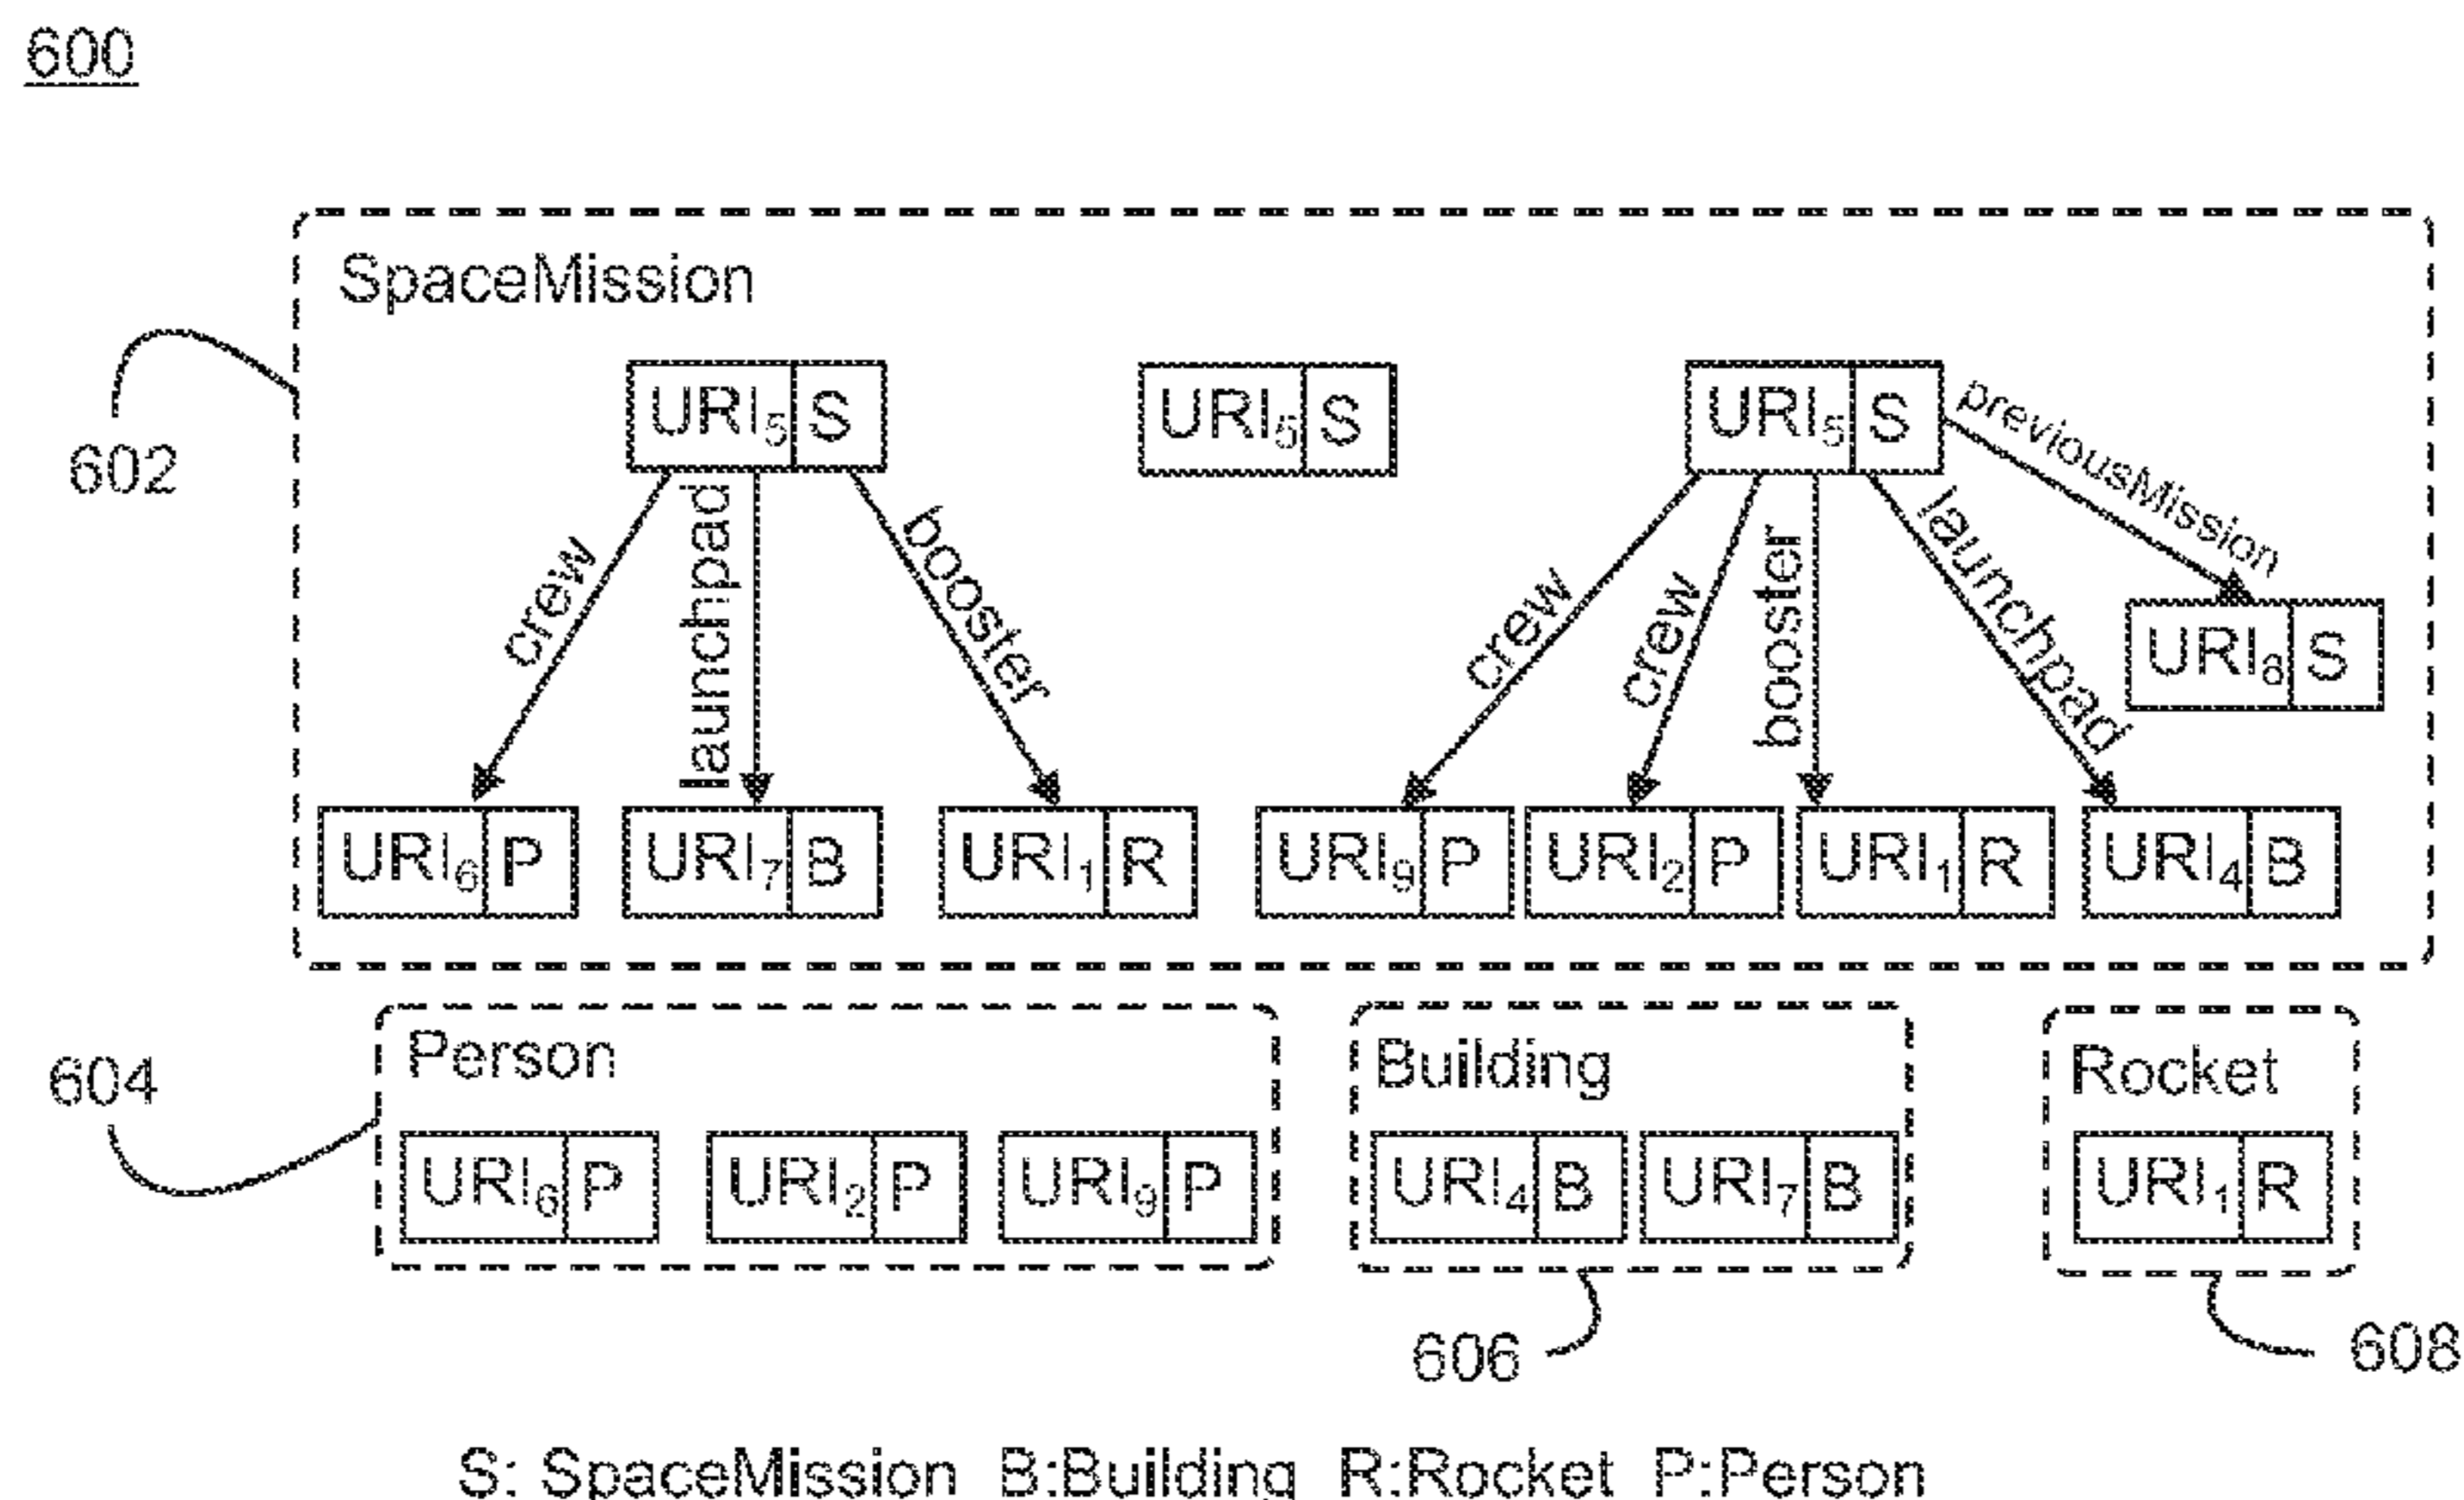 600
SpaceMission
602
URI5 S
URI5 S
URI5 S
previousMission
crew
launchpad
booster
crew
crew
booster
launchpad
URI8 S
URI6 P
URI7 B
URI1 R
URI9 P
URI2 P
URI1 R
URI4 B
604
Person
URI6 P
URI2 P
URI9 P
Building
URI4 B
URI7 B
606
Rocket
URI1 R
608
S: SpaceMission B:Building R:Rocket P:Person